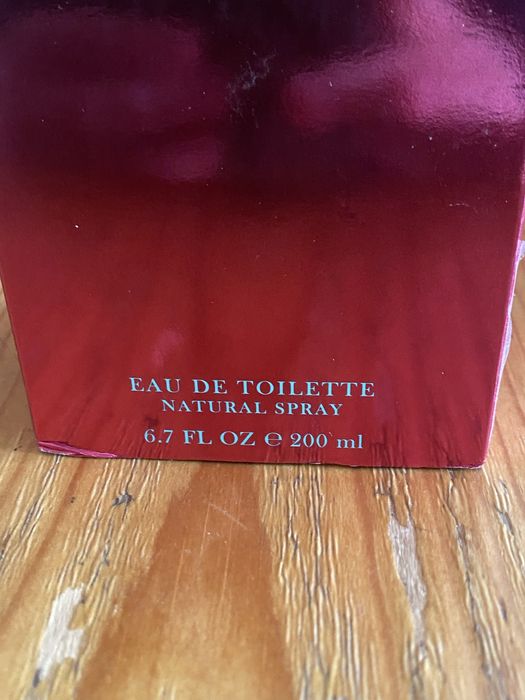 EAU DE TOILETTE
NATURAL SPRAY
6.7 FL OZ ℮ 200 ml